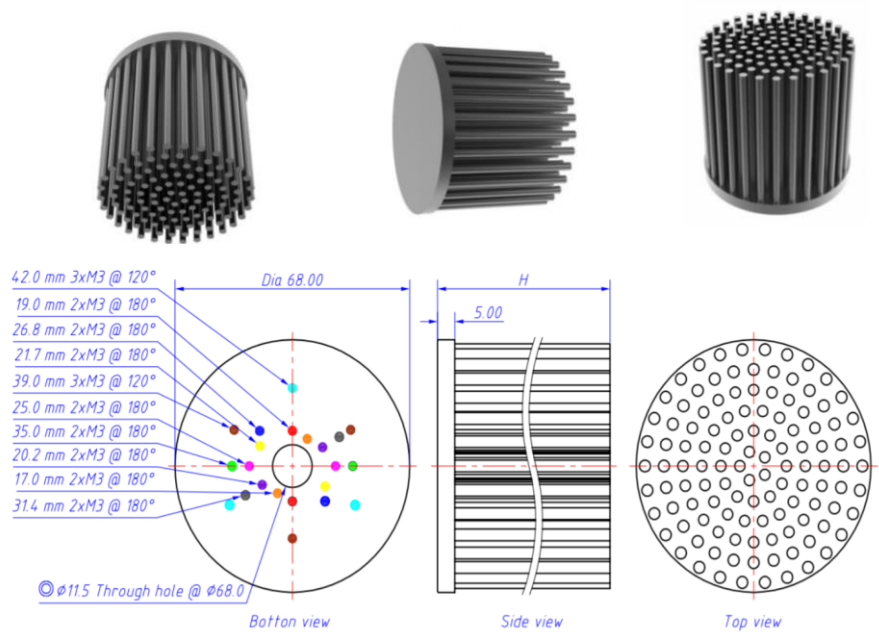 42.0 mm 3xM3 @ 120°
19.0 mm 2xM3 @ 180°
26.8 mm 2xM3 @ 180°
21.7 mm 2xM3 @ 180°
39.0 mm 3xM3 @ 120°
25.0 mm 2xM3 @ 180°
35.0 mm 2xM3 @ 180°
20.2 mm 2xM3 @ 180°
17.0 mm 2xM3 @ 180°
31.4 mm 2xM3 @ 180°
Dia 68.00
H
5.00
ø11.5 Through hole @ ø68.0
Botton view
Side view
Top view